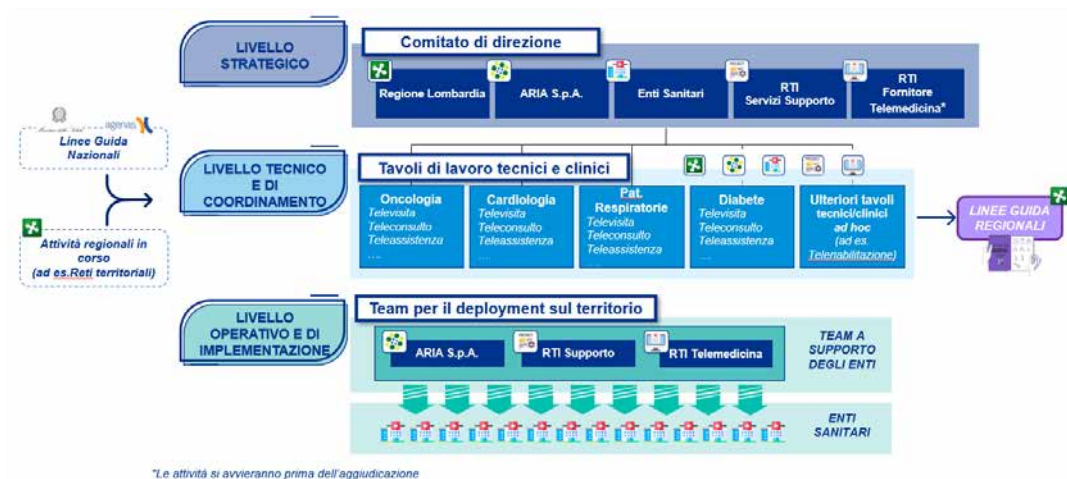 LIVELLO
STRATEGICO
Comitato di direzione
Regione Lombardia
ARIA S.p.A.
Enti Sanitari
RTI
Servizi Supporto
RTI
Fornitore
Telemedicina*
agenas
Linee Guida
Nazionali
Attività regionali in
corso
(ad es.Reti territoriali)
LIVELLO TECNICO
E DI
COORDINAMENTO
Tavoli di lavoro tecnici e clinici
Oncologia
Televisita
Teleconsulto
Teleassistenza
....
Cardiologia
Televisita
Teleconsulto
Teleassistenza
....
Pat.
Respiratorie
Televisita
Teleconsulto
Teleassistenza
....
Diabete
Televisita
Teleconsulto
Teleassistenza
....
Ulteriori tavoli
tecnici/clinici
ad hoc
(ad es.
Teleriabilitazione)
LINEE GUIDA
REGIONALI
LIVELLO
OPERATIVO E DI
IMPLEMENTAZIONE
Team per il deployment sul territorio
ARIA S.p.A.
RTI Supporto
RTI Telemedicina
TEAM A
SUPPORTO
DEGLI ENTI
ENTI
SANITARI
*Le attività si avvieranno prima dell'aggiudicazione